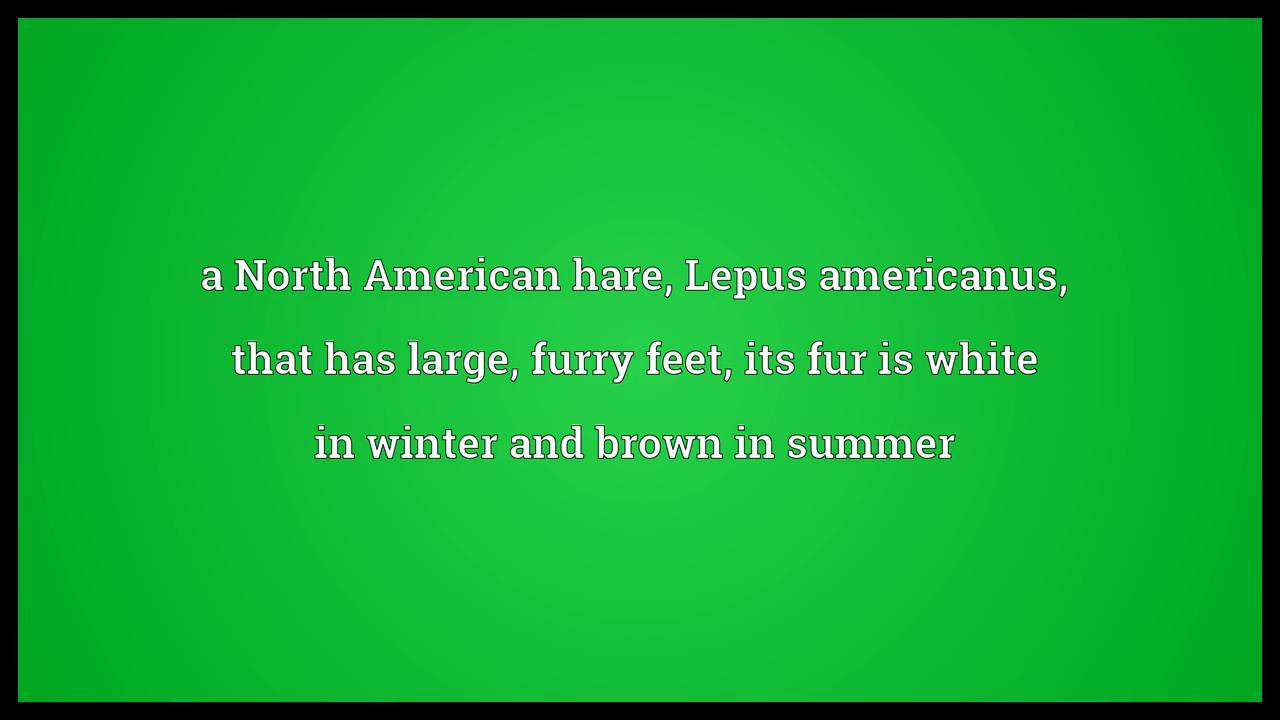 a North American hare, Lepus americanus,
that has large, furry feet, its fur is white
in winter and brown in summer